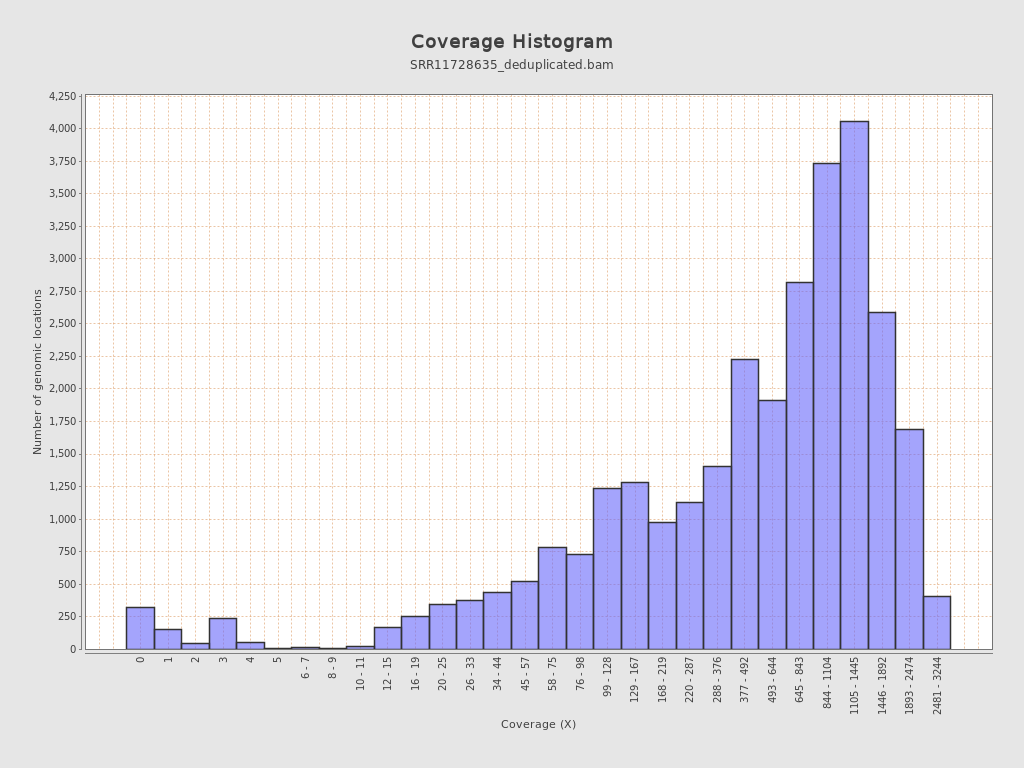 Coverage Histogram
SRR11728635_deduplicated.bam
Number of genomic locations
4,250
4,000
3,750
3,500
3,250
3,000
2,750
2,500
2,250
2,000
1,750
1,500
1,250
1,000
750
500
250
0
0
1
2
3
4
5
6 - 7
8 - 9
10 - 11
12 - 15
16 - 19
20 - 25
26 - 33
34 - 44
45 - 57
58 - 75
76 - 98
99 - 128
129 - 167
168 - 219
220 - 287
288 - 376
377 - 492
493 - 644
645 - 843
844 - 1104
1105 - 1445
1446 - 1892
1893 - 2474
2481 - 3244
Coverage (X)